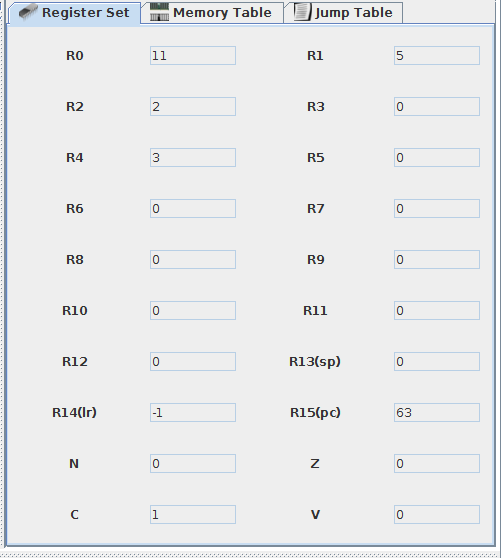 Register Set Memory Table Jump Table
R0 11 R1 5
R2 2 R3 0
R4 3 R5 0
R6 0 R7 0
R8 0 R9 0
R10 0 R11 0
R12 0 R13(sp) 0
R14(lr) -1 R15(pc) 63
N 0 Z 0
C 1 V 0